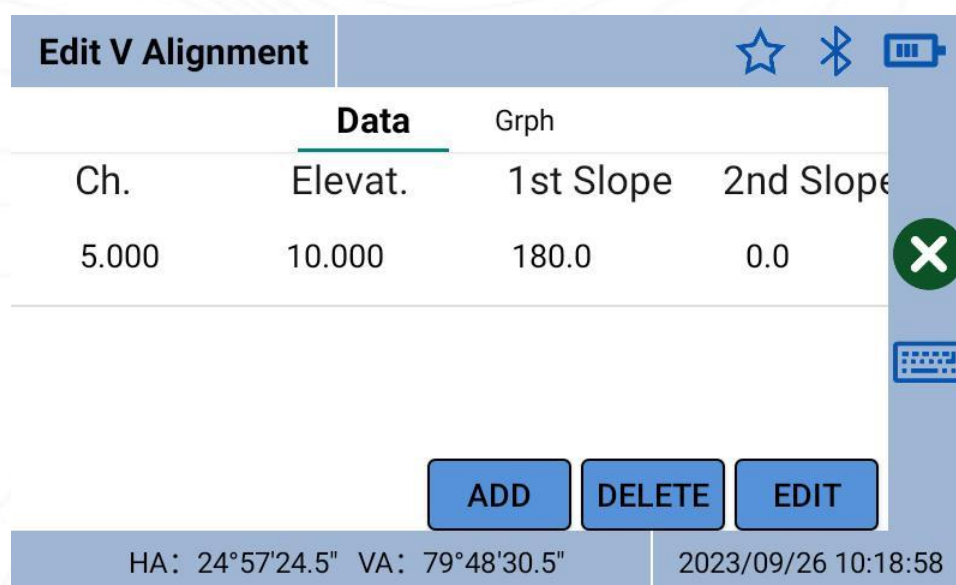 Edit V Alignment
Data Grph
Ch. Elevat. 1st Slope 2nd Slope
5.000 10.000 180.0 0.0
ADD DELETE EDIT
HA: 24°57'24.5" VA: 79°48'30.5" 2023/09/26 10:18:58